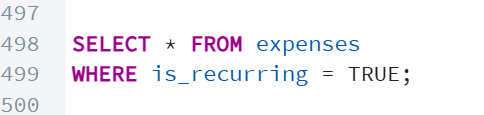 497
498 SELECT * FROM expenses
499 WHERE is_recurring = TRUE;
500